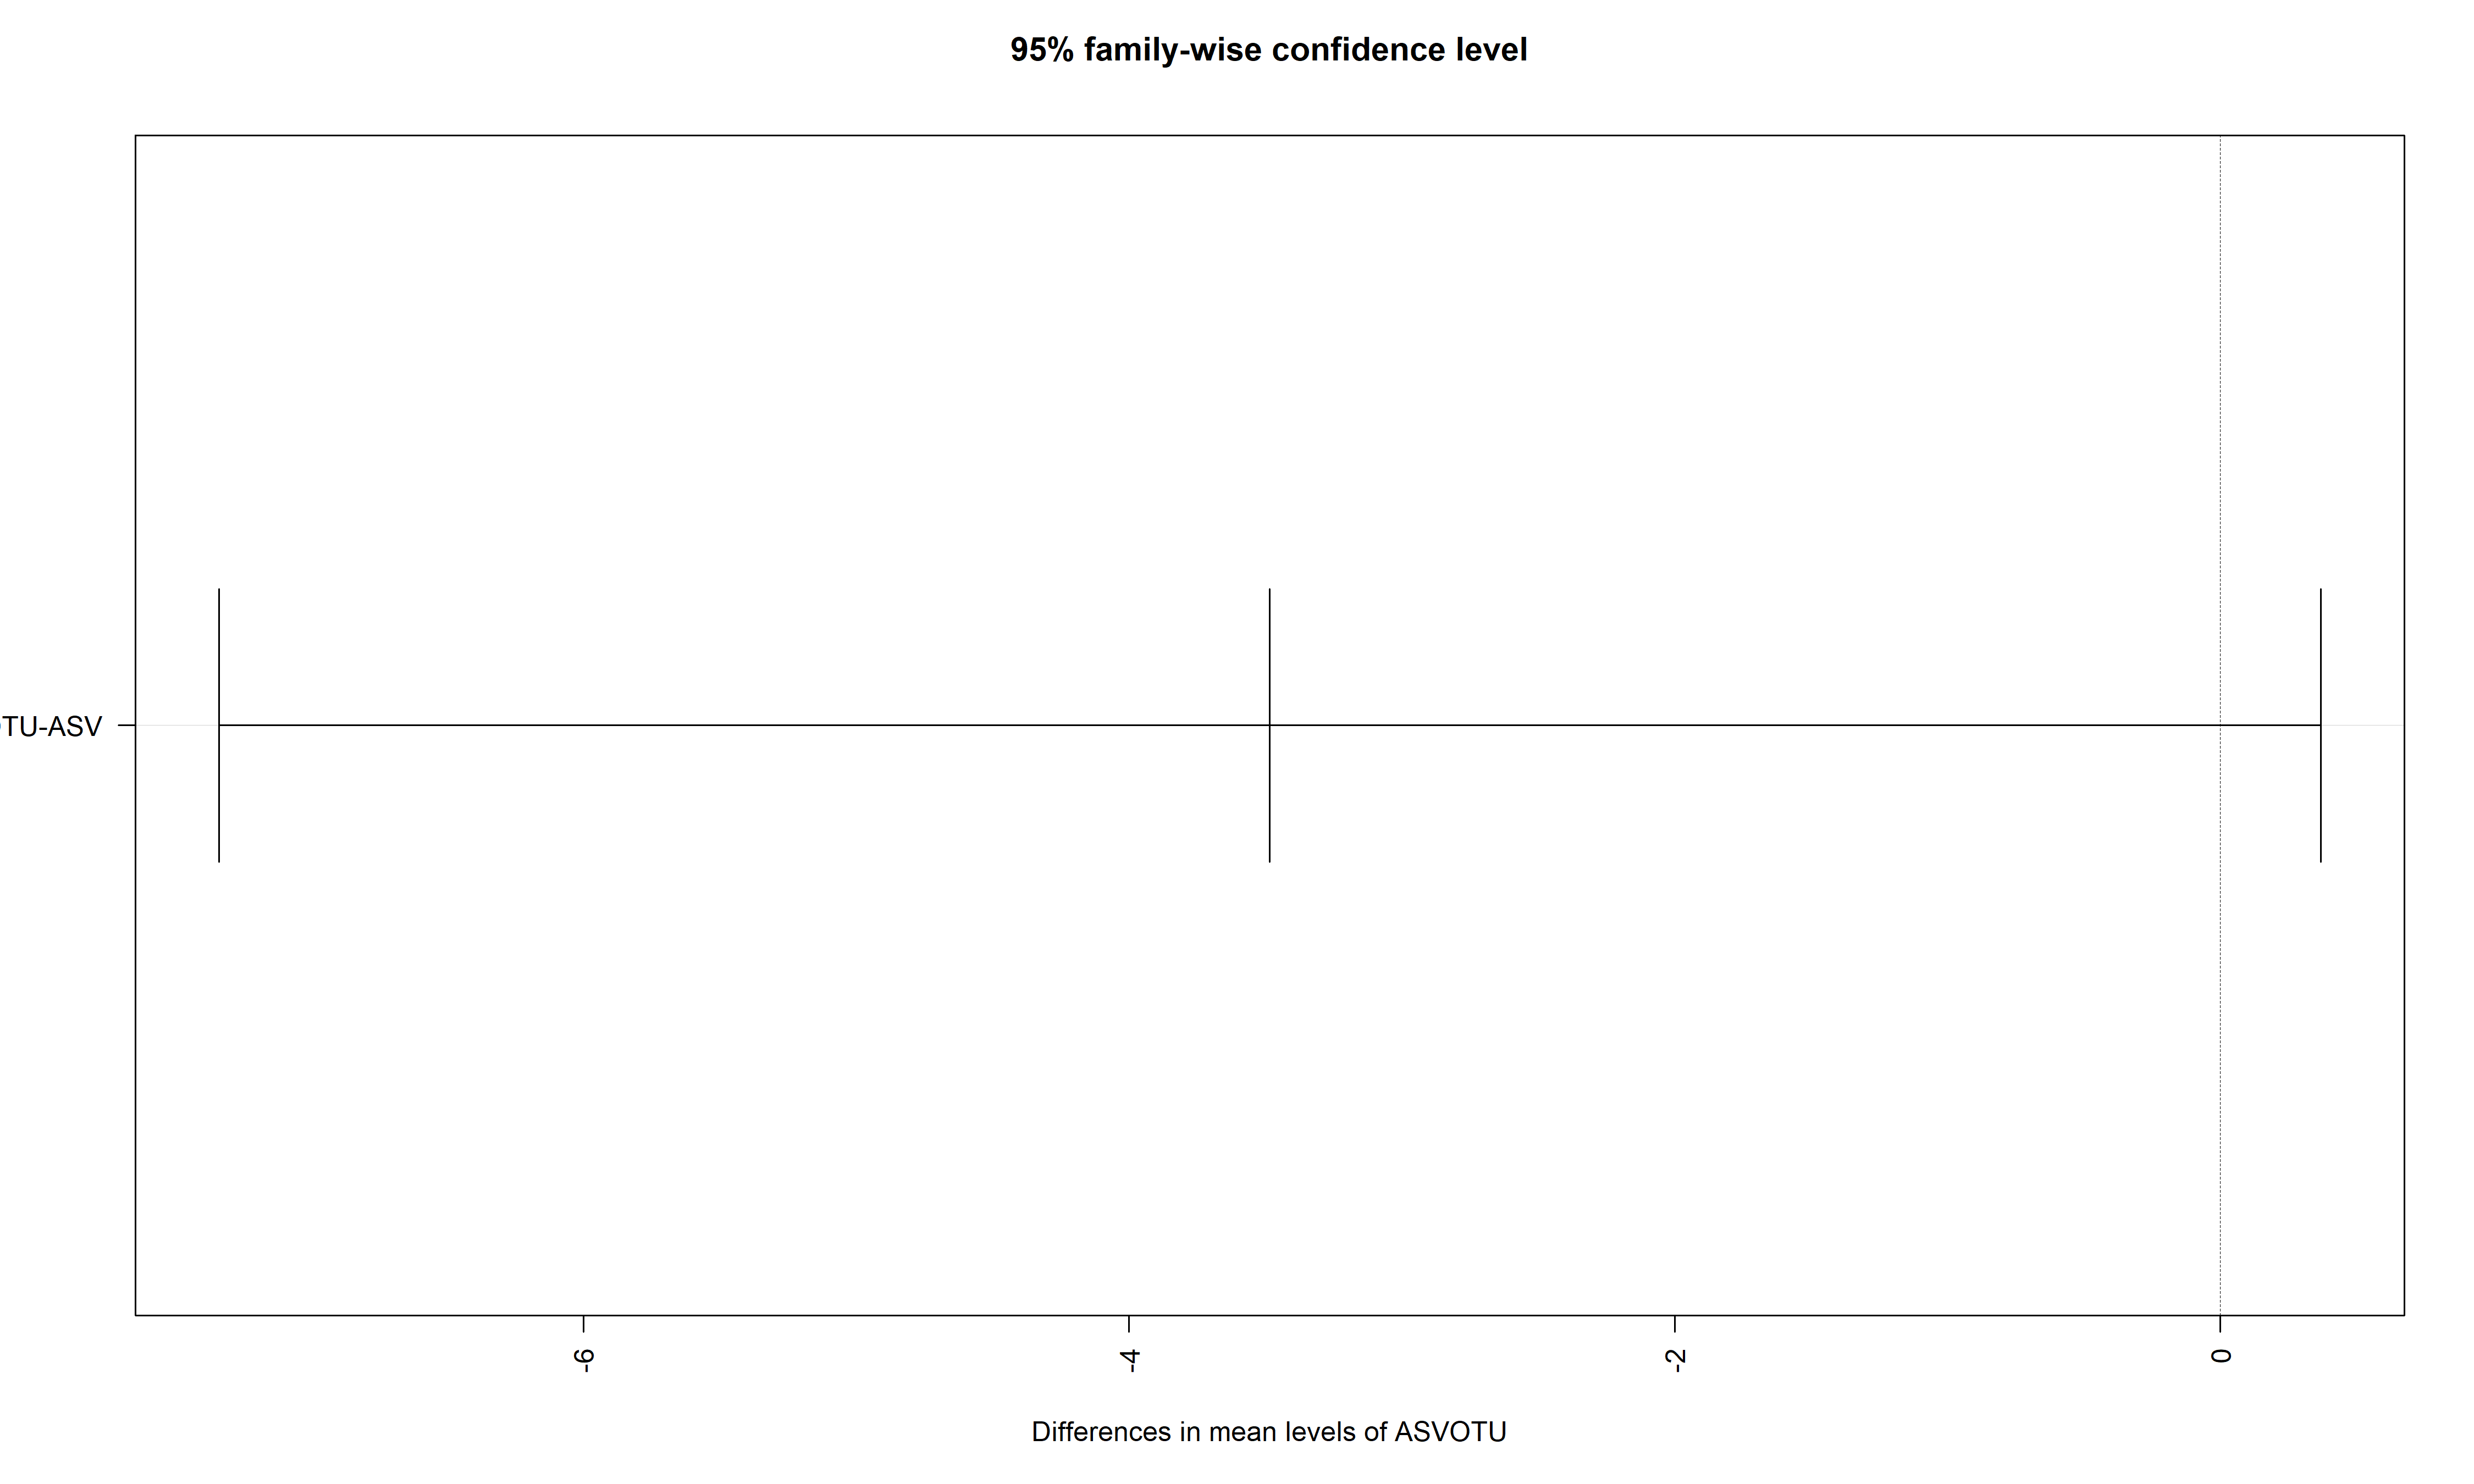 95% family-wise confidence level
TU-ASV
-6
-4
-2
0
Differences in mean levels of ASVOTU